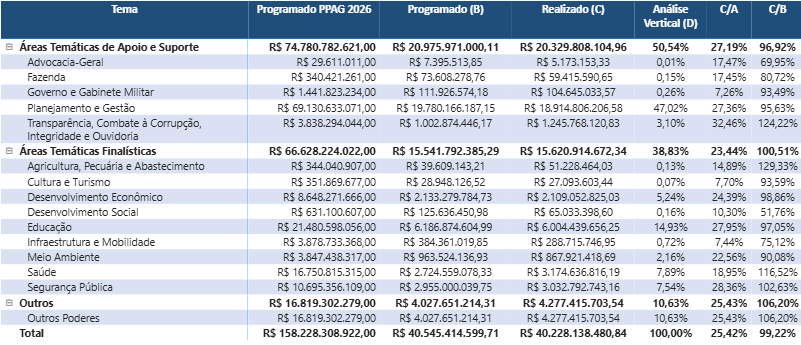 Tema Programado PPAG 2026 Programado (B) Realizado (C) Análise Vertical (D) C/A C/B
Áreas Temáticas de Apoio e Suporte R$ 74.780.782.621,00 R$ 20.975.971.000,11 R$ 20.329.808.104,96 50,54% 27,19% 96,92%
Advocacia-Geral R$ 29.611.011,00 R$ 7.395.513,85 R$ 5.173.153,33 0,01% 17,47% 69,95%
Fazenda R$ 340.421.261,00 R$ 73.608.278,76 R$ 59.415.590,65 0,15% 17,45% 80,72%
Governo e Gabinete Militar R$ 1.441.823.234,00 R$ 111.926.574,18 R$ 104.645.033,57 0,26% 7,26% 93,49%
Planejamento e Gestão R$ 69.130.633.071,00 R$ 19.780.166.187,15 R$ 18.914.806.206,58 47,02% 27,36% 95,63%
Transparência, Combate à Corrupção, Integridade e Ouvidoria R$ 3.838.294.044,00 R$ 1.002.874.446,17 R$ 1.245.768.120,83 3,10% 32,46% 124,22%
Áreas Temáticas Finalísticas R$ 66.628.224.022,00 R$ 15.541.792.385,29 R$ 15.620.914.672,34 38,83% 23,44% 100,51%
Agricultura, Pecuária e Abastecimento R$ 344.040.907,00 R$ 39.609.143,21 R$ 51.228.464,03 0,13% 14,89% 129,33%
Cultura e Turismo R$ 351.869.677,00 R$ 28.948.126,52 R$ 27.093.603,44 0,07% 7,70% 93,59%
Desenvolvimento Econômico R$ 8.648.271.666,00 R$ 2.133.279.784,73 R$ 2.109.052.825,03 5,24% 24,39% 98,86%
Desenvolvimento Social R$ 631.100.607,00 R$ 125.636.450,98 R$ 65.033.398,60 0,16% 10,30% 51,76%
Educação R$ 21.480.598.056,00 R$ 6.186.874.604,99 R$ 6.004.439.656,25 14,93% 27,95% 97,05%
Infraestrutura e Mobilidade R$ 3.878.733.368,00 R$ 384.361.019,85 R$ 288.715.746,95 0,72% 7,44% 75,12%
Meio Ambiente R$ 3.847.438.317,00 R$ 963.524.136,93 R$ 867.921.418,69 2,16% 22,56% 90,08%
Saúde R$ 16.750.815.315,00 R$ 2.724.559.078,33 R$ 3.174.636.816,19 7,89% 18,95% 116,52%
Segurança Pública R$ 10.695.356.109,00 R$ 2.955.000.039,75 R$ 3.032.792.743,16 7,54% 28,36% 102,63%
Outros R$ 16.819.302.279,00 R$ 4.027.651.214,31 R$ 4.277.415.703,54 10,63% 25,43% 106,20%
Outros Poderes R$ 16.819.302.279,00 R$ 4.027.651.214,31 R$ 4.277.415.703,54 10,63% 25,43% 106,20%
Total R$ 158.228.308.922,00 R$ 40.545.414.599,71 R$ 40.228.138.480,84 100,00% 25,42% 99,22%